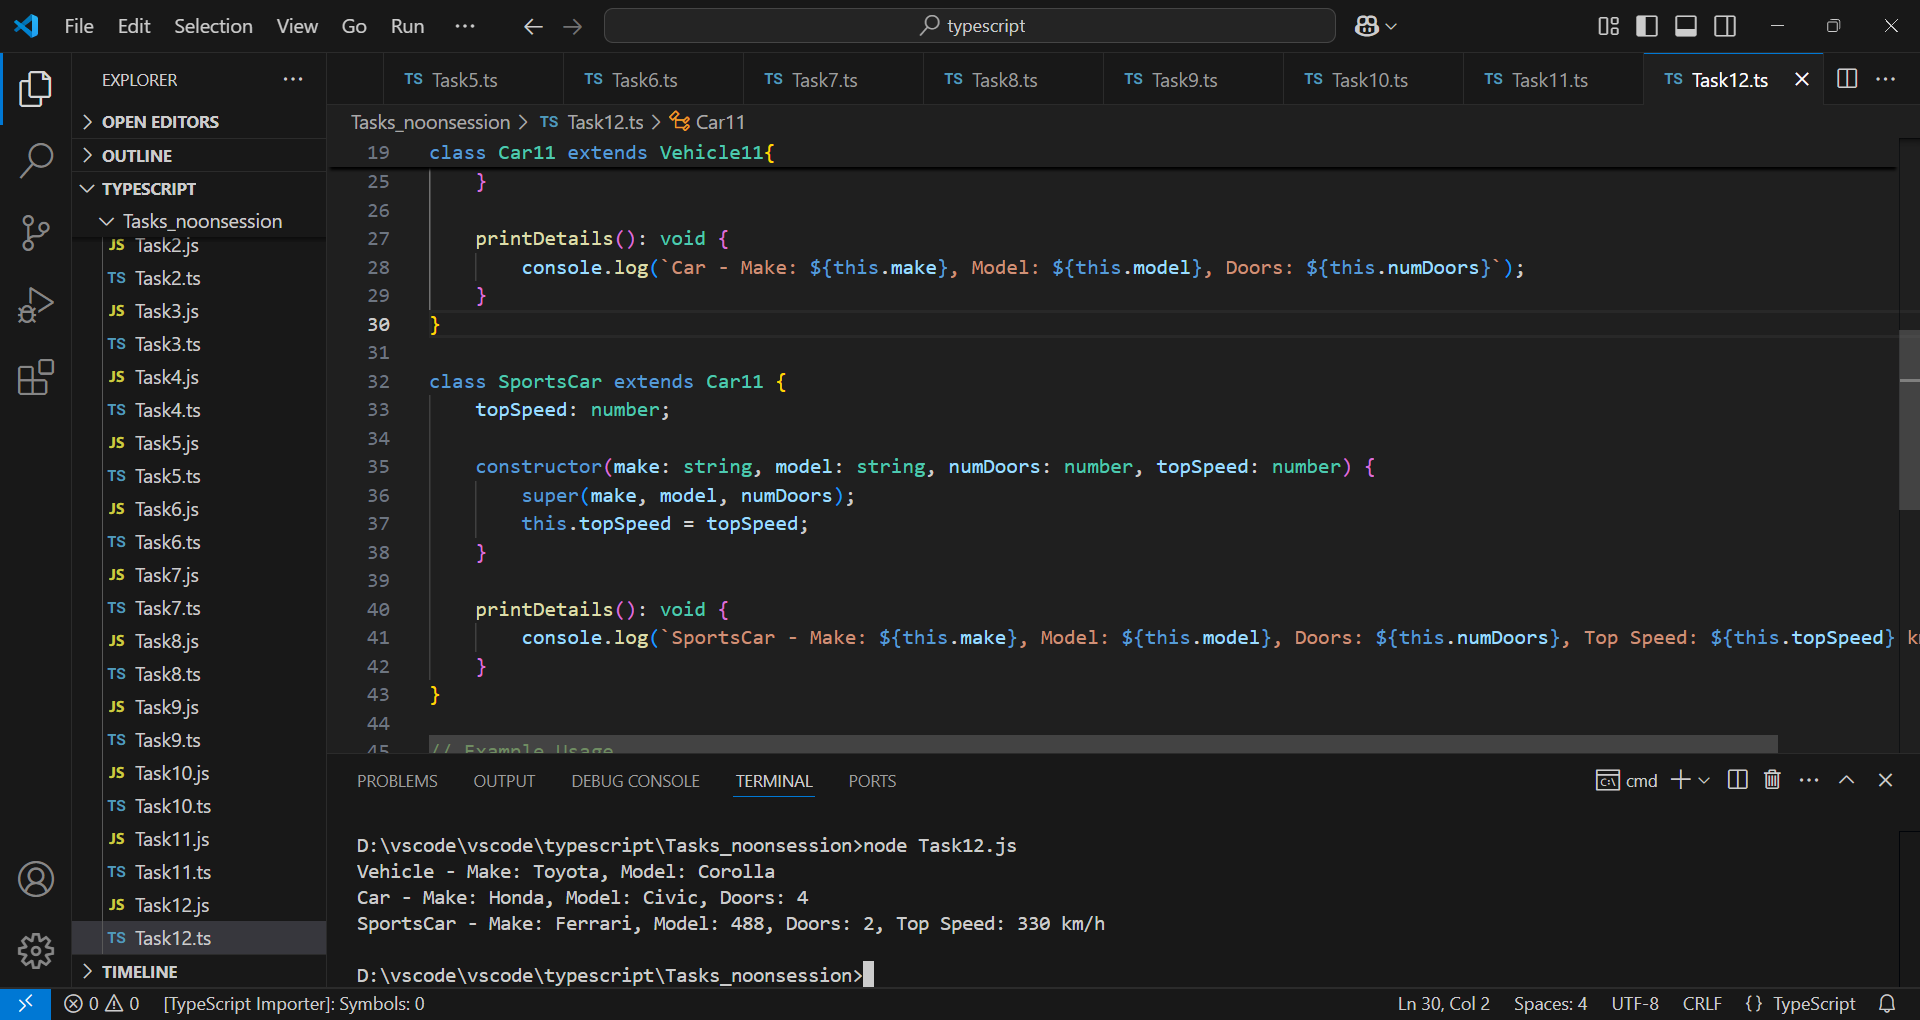 File Edit Selection View Go Run ··· typescript
EXPLORER ···
OPEN EDITORS
OUTLINE
TYPESCRIPT
Tasks_noonsession
JS Task2.js
TS Task2.ts
JS Task3.js
TS Task3.ts
JS Task4.js
TS Task4.ts
JS Task5.js
TS Task5.ts
JS Task6.js
TS Task6.ts
JS Task7.js
TS Task7.ts
JS Task8.js
TS Task8.ts
JS Task9.js
TS Task9.ts
JS Task10.js
TS Task10.ts
JS Task11.js
TS Task11.ts
JS Task12.js
TS Task12.ts
TIMELINE
TS Task5.ts TS Task6.ts TS Task7.ts TS Task8.ts TS Task9.ts TS Task10.ts TS Task11.ts TS Task12.ts
Tasks_noonsession > TS Task12.ts > Car11
19 class Car11 extends Vehicle11{
25 }
26
27 printDetails(): void {
28 console.log(`Car - Make: ${this.make}, Model: ${this.model}, Doors: ${this.numDoors}`);
29 }
30 }
31
32 class SportsCar extends Car11 {
33 topSpeed: number;
34
35 constructor(make: string, model: string, numDoors: number, topSpeed: number) {
36 super(make, model, numDoors);
37 this.topSpeed = topSpeed;
38 }
39
40 printDetails(): void {
41 console.log(`SportsCar - Make: ${this.make}, Model: ${this.model}, Doors: ${this.numDoors}, Top Speed: ${this.topSpeed}
42 }
43 }
44
45 // Example Usage
PROBLEMS OUTPUT DEBUG CONSOLE TERMINAL PORTS cmd
D:\vscode\vscode\typescript\Tasks_noonsession>node Task12.js
Vehicle - Make: Toyota, Model: Corolla
Car - Make: Honda, Model: Civic, Doors: 4
SportsCar - Make: Ferrari, Model: 488, Doors: 2, Top Speed: 330 km/h
D:\vscode\vscode\typescript\Tasks_noonsession>
0 0 [TypeScript Importer]: Symbols: 0 Ln 30, Col 2 Spaces: 4 UTF-8 CRLF {} TypeScript